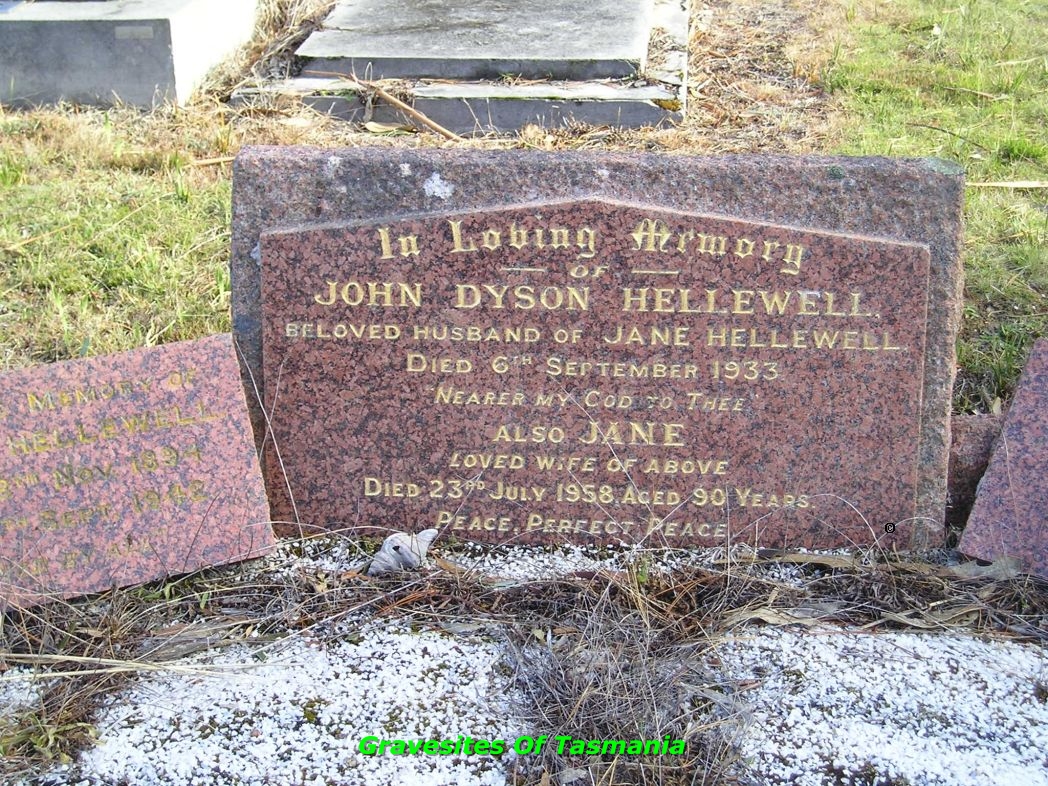 In Loving Memory
OF
JOHN DYSON HELLEWELL.
BELOVED HUSBAND OF JANE HELLEWELL.
DIED 6TH SEPTEMBER 1933
"NEARER MY GOD TO THEE"
ALSO JANE
LOVED WIFE OF ABOVE
DIED 23RD JULY 1958. AGED 90 YEARS.
PEACE, PERFECT PEACE
MEMORY OF
HELLEWELL
NOV. 1894
SEPT. 1948
©
Gravesites Of Tasmania